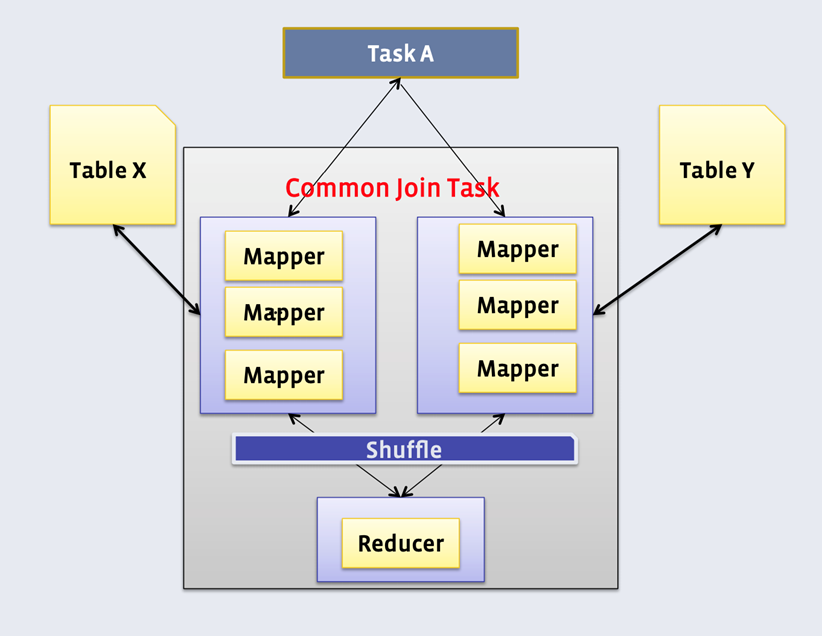 Task A
Table X
Table Y
Common Join Task
Mapper
Mapper
Mapper
Mapper
Mapper
Mapper
Shuffle
Reducer